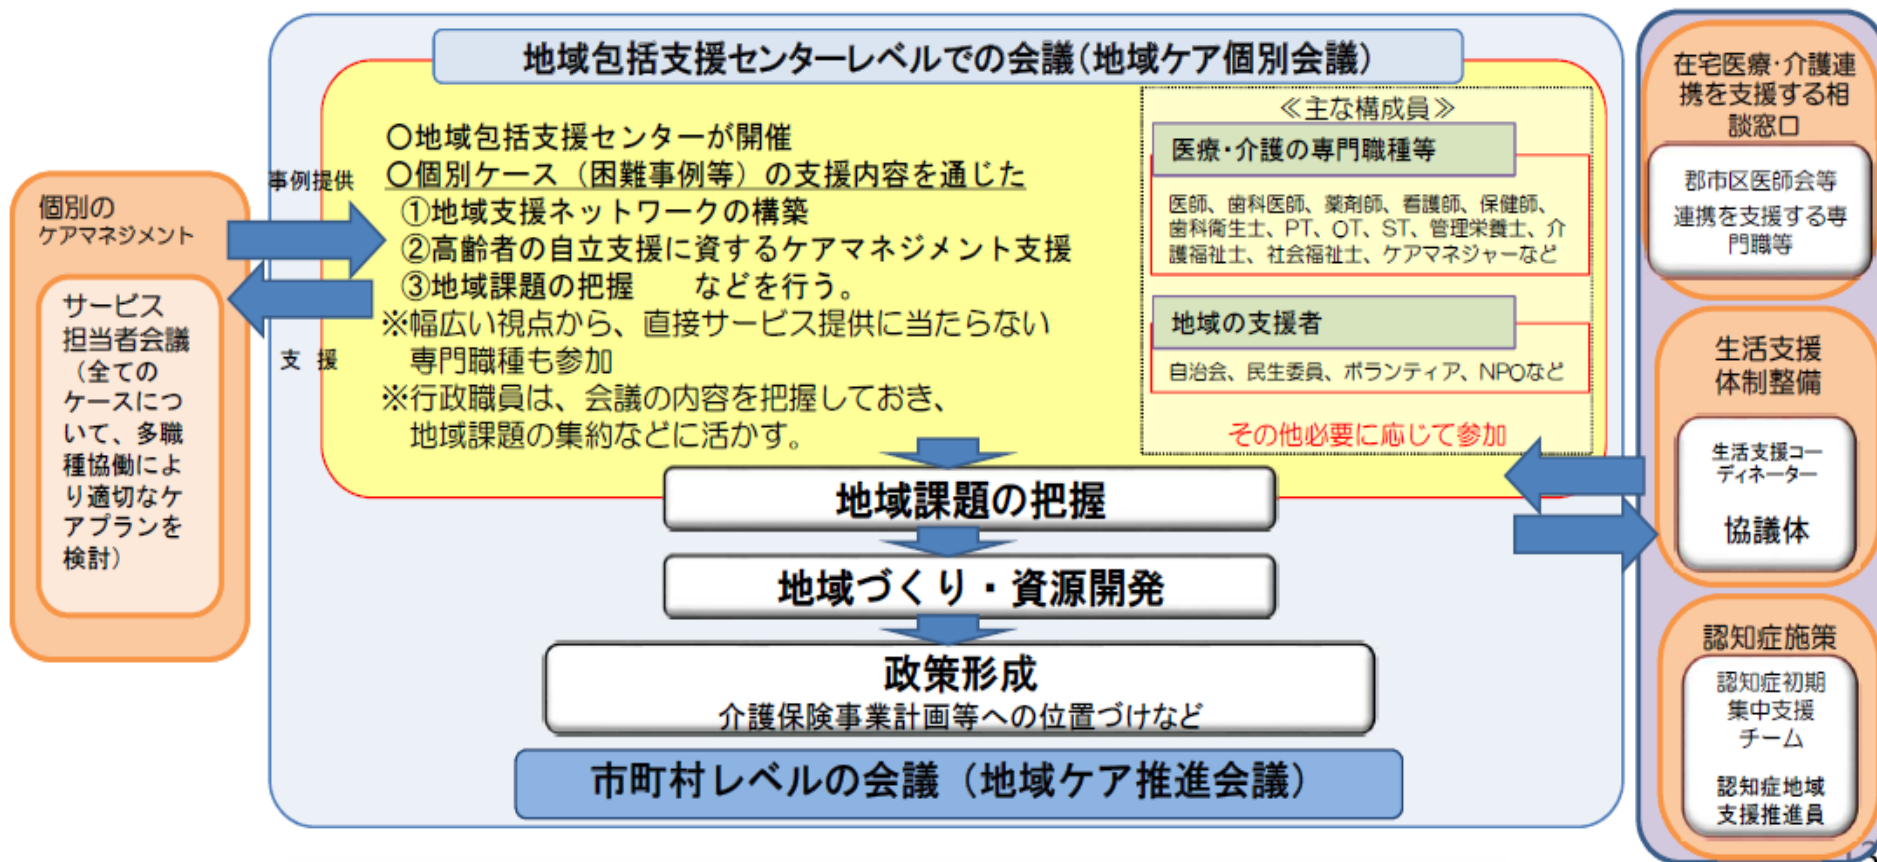 地域包括支援センターレベルでの会議(地域ケア個別会議)
〇地域包括支援センターが開催
〇個別ケース（困難事例等）の支援内容を通じた
①地域支援ネットワークの構築
②高齢者の自立支援に資するケアマネジメント支援
③地域課題の把握　　などを行う。
※幅広い視点から、直接サービス提供に当たらない
専門職種も参加
※行政職員は、会議の内容を把握しておき、
地域課題の集約などに活かす。
≪主な構成員≫
医療・介護の専門職種等
医師、歯科医師、薬剤師、看護師、保健師、
歯科衛生士、PT、OT、ST、管理栄養士、介
護福祉士、社会福祉士、ケアマネジャーなど
地域の支援者
自治会、民生委員、ボランティア、NPOなど
その他必要に応じて参加
事例提供
支 援
個別の
ケアマネジメント
サービス
担当者会議
（全ての
ケースにつ
いて、多職
種協働によ
り適切なケ
アプランを
検討）
地域課題の把握
地域づくり・資源開発
政策形成
介護保険事業計画等への位置づけなど
市町村レベルの会議（地域ケア推進会議）
在宅医療・介護連
携を支援する相
談窓口
郡市区医師会等
連携を支援する専
門職等
生活支援
体制整備
生活支援コー
ディネーター
協議体
認知症施策
認知症初期
集中支援
チーム
認知症地域
支援推進員